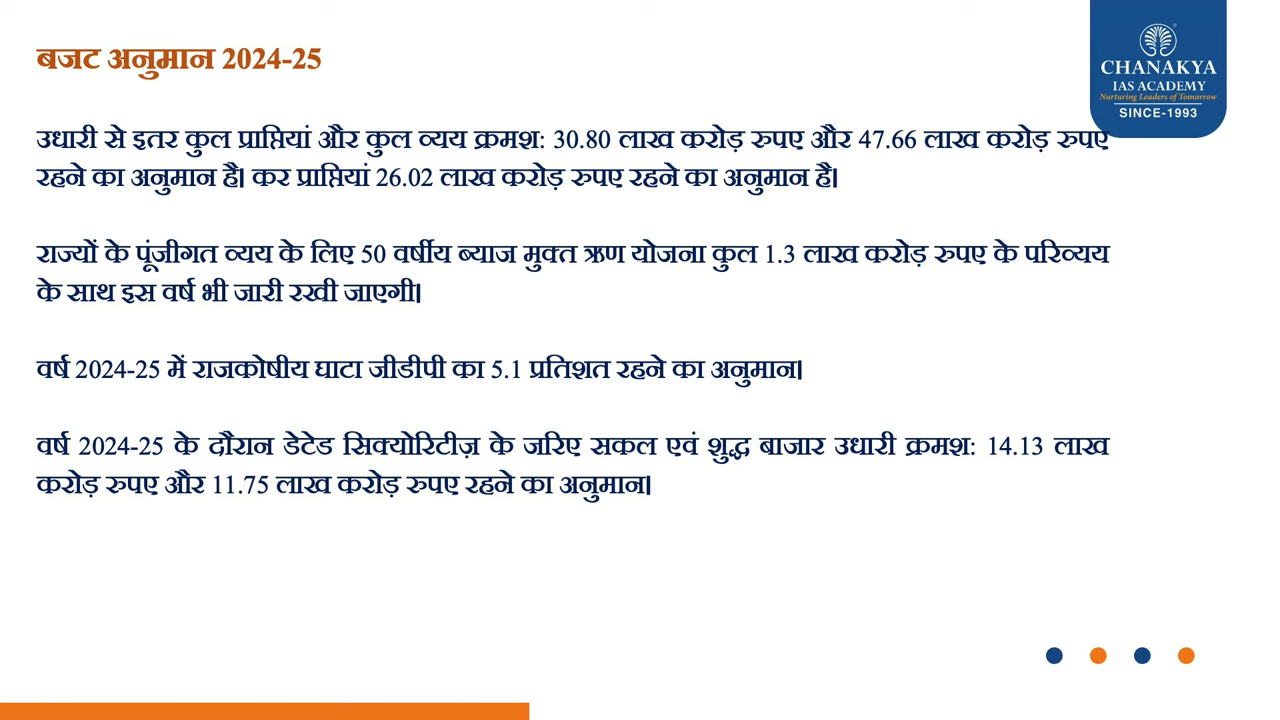 बजट अनुमान 2024-25
CHANAKYA
IAS ACADEMY
Nurturing Leaders of Tomorrow
SINCE-1993
उधारी से इतर कुल प्राप्तियां और कुल व्यय क्रमश: 30.80 लाख करोड़ रुपए और 47.66 लाख करोड़ रुपए
रहने का अनुमान है। कर प्राप्तियां 26.02 लाख करोड़ रुपए रहने का अनुमान है।
राज्यों के पूंजीगत व्यय के लिए 50 वर्षीय ब्याज मुक्त ऋण योजना कुल 1.3 लाख करोड़ रुपए के परिव्यय
के साथ इस वर्ष भी जारी रखी जाएगी।
वर्ष 2024-25 में राजकोषीय घाटा जीडीपी का 5.1 प्रतिशत रहने का अनुमान।
वर्ष 2024-25 के दौरान डेटेड सिक्योरिटीज़ के जरिए सकल एवं शुद्ध बाजार उधारी क्रमश: 14.13 लाख
करोड़ रुपए और 11.75 लाख करोड़ रुपए रहने का अनुमान।